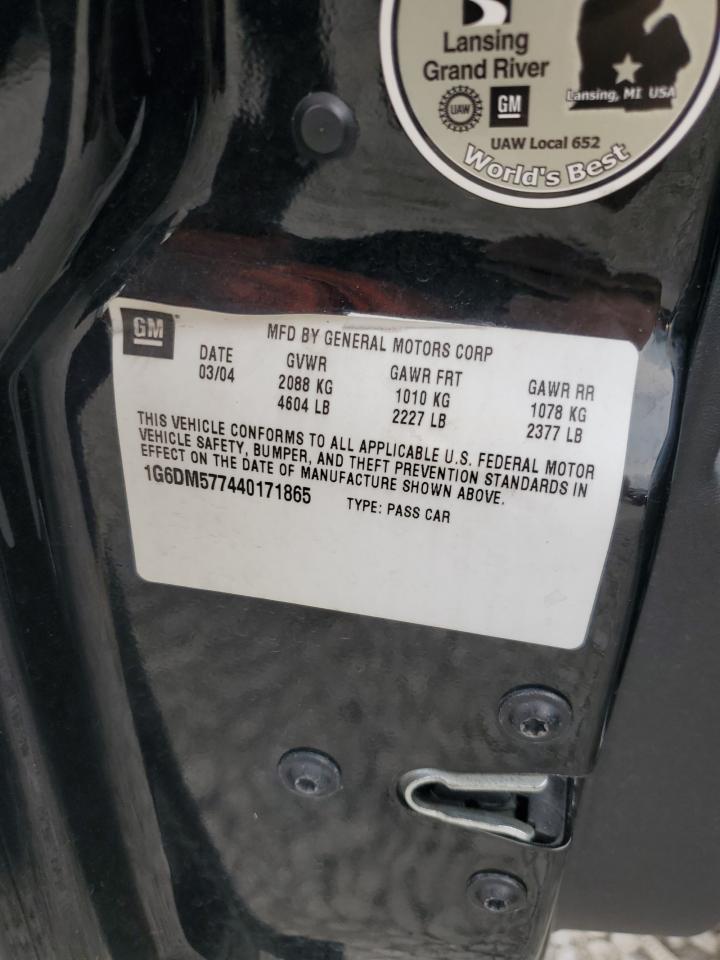 Lansing
Grand River
Lansing, MI USA
UAW
GM
UAW Local 652
World's Best
GM
MFD BY GENERAL MOTORS CORP
DATE GVWR GAWR FRT GAWR RR
03/04 2088 KG 1010 KG 1078 KG
4604 LB 2227 LB 2377 LB
THIS VEHICLE CONFORMS TO ALL APPLICABLE U.S. FEDERAL MOTOR
VEHICLE SAFETY, BUMPER, AND THEFT PREVENTION STANDARDS IN
EFFECT ON THE DATE OF MANUFACTURE SHOWN ABOVE.
1G6DM577440171865 TYPE: PASS CAR